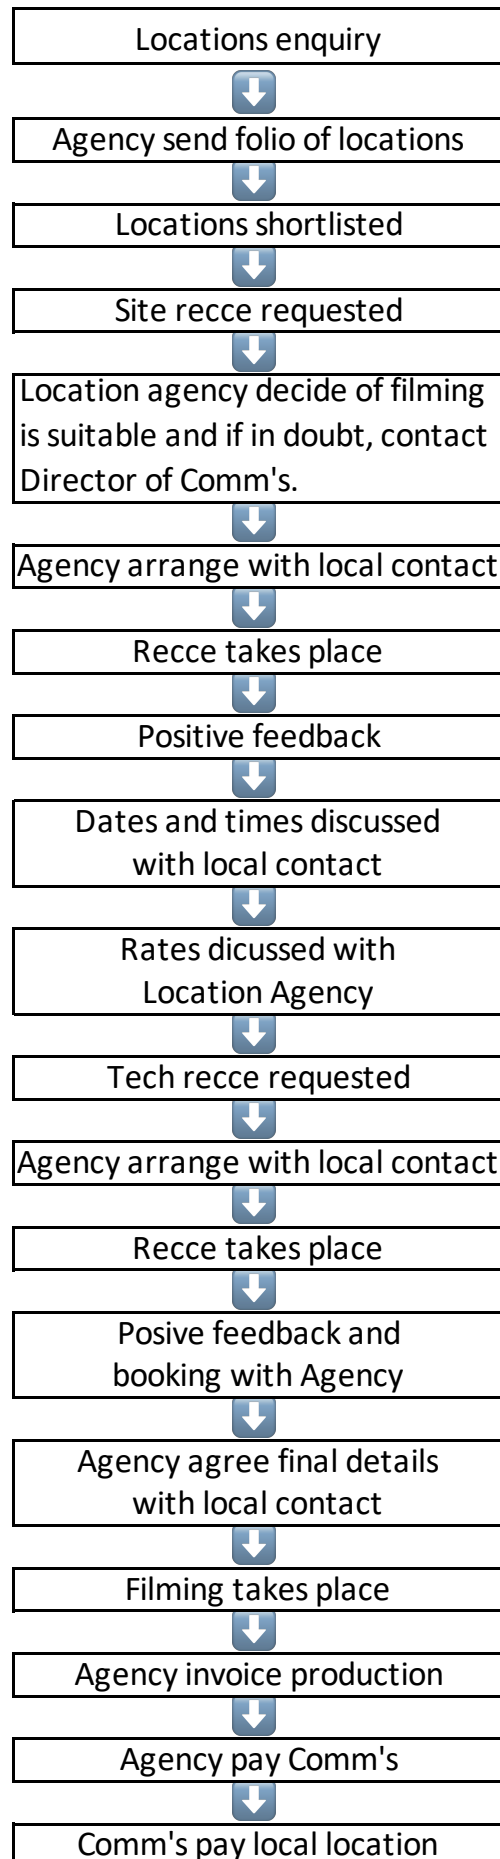 Locations enquiry
Agency send folio of locations
Locations shortlisted
Site recce requested
Location agency decide of filming
is suitable and if in doubt, contact
Director of Comm's.
Agency arrange with local contact
Recce takes place
Positive feedback
Dates and times discussed
with local contact
Rates dicussed with
Location Agency
Tech recce requested
Agency arrange with local contact
Recce takes place
Posive feedback and
booking with Agency
Agency agree final details
with local contact
Filming takes place
Agency invoice production
Agency pay Comm's
Comm's pay local location